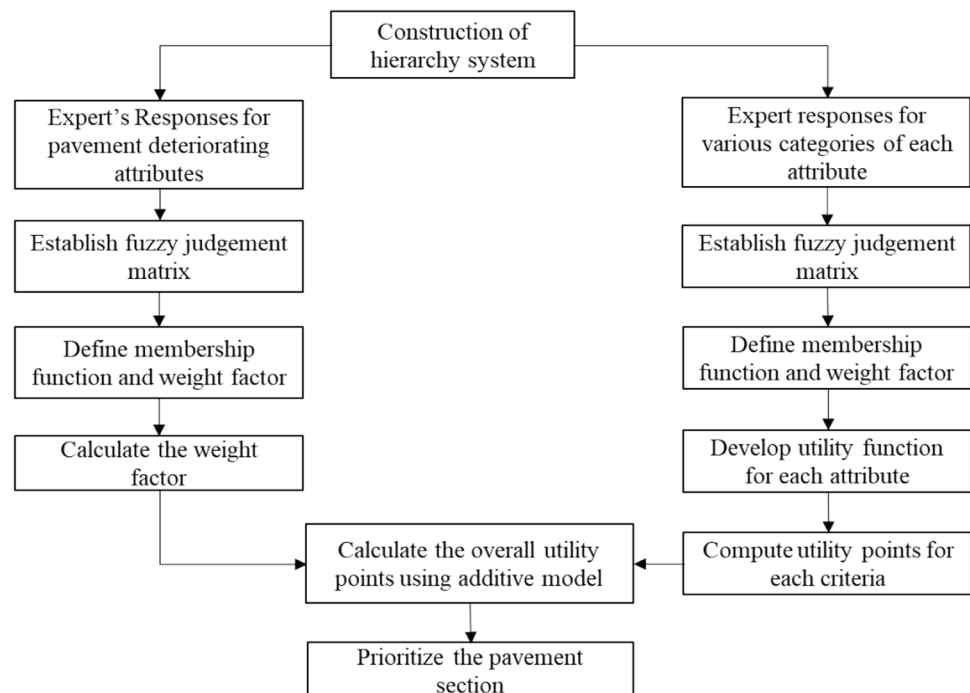 Construction of
hierarchy system
Expert’s Responses for
pavement deteriorating
attributes
Establish fuzzy judgement
matrix
Define membership
function and weight factor
Calculate the weight
factor
Expert responses for
various categories of each
attribute
Establish fuzzy judgement
matrix
Define membership
function and weight factor
Develop utility function
for each attribute
Compute utility points for
each criteria
Calculate the overall utility
points using additive model
Prioritize the pavement
section